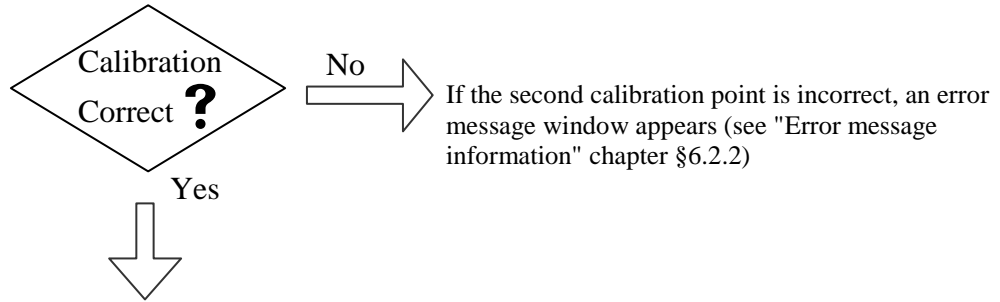 Calibration
Correct ?
No
If the second calibration point is incorrect, an error
message window appears (see "Error message
information" chapter §6.2.2)
Yes